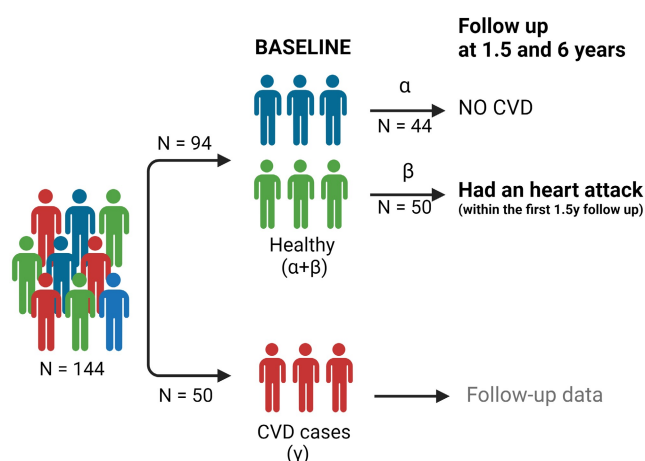 BASELINE
Follow up
at 1.5 and 6 years
α
N = 44
NO CVD
N = 94
β
N = 50
Had an heart attack
(within the first 1.5y follow up)
Healthy
(α+β)
N = 144
N = 50
CVD cases
(γ)
Follow-up data